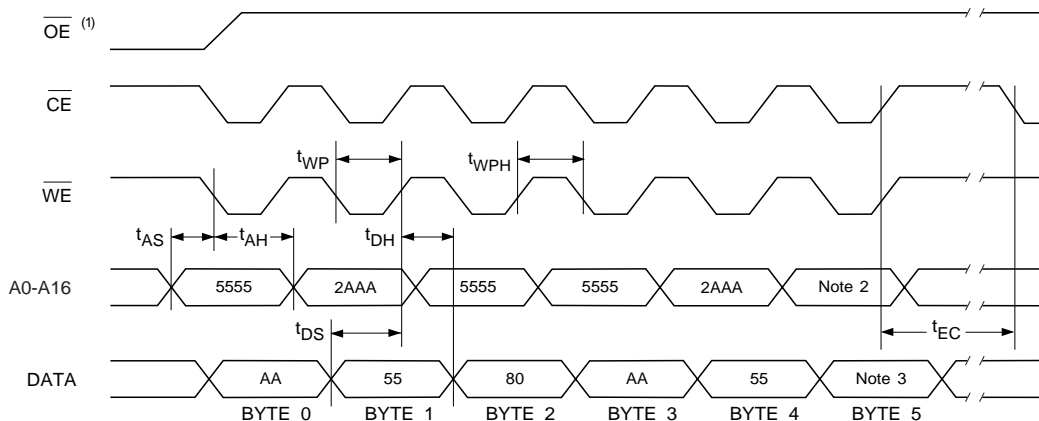 OE (1)
CE
tWP
tWPH
WE
tAS
tAH
tDH
A0-A16
5555
2AAA
5555
5555
2AAA
Note 2
tDS
tEC
DATA
AA
55
80
AA
55
Note 3
BYTE 0
BYTE 1
BYTE 2
BYTE 3
BYTE 4
BYTE 5